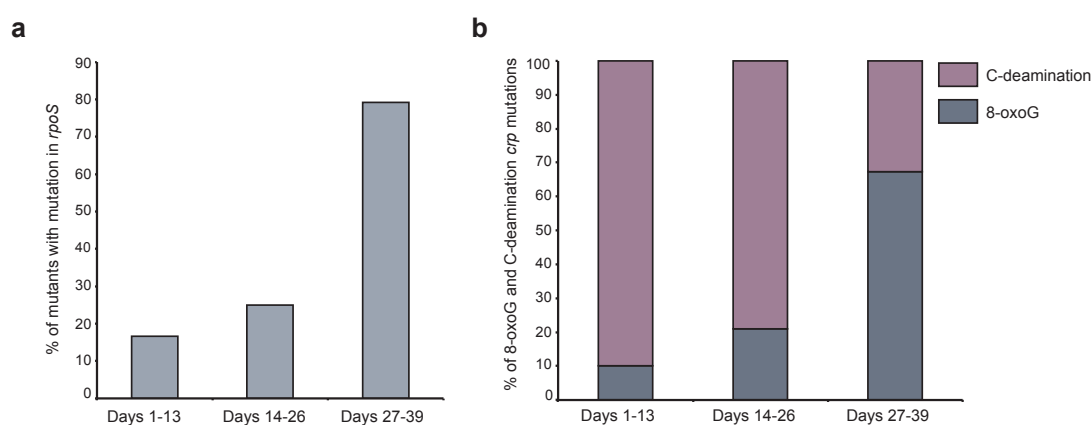 a
% of mutants with mutation in rpoS
90
80
70
60
50
40
30
20
10
0
Days 1-13
Days 14-26
Days 27-39
b
% of 8-oxoG and C-deamination crp mutations
100
90
80
70
60
50
40
30
20
10
0
Days 1-13
Days 14-26
Days 27-39
C-deamination
8-oxoG